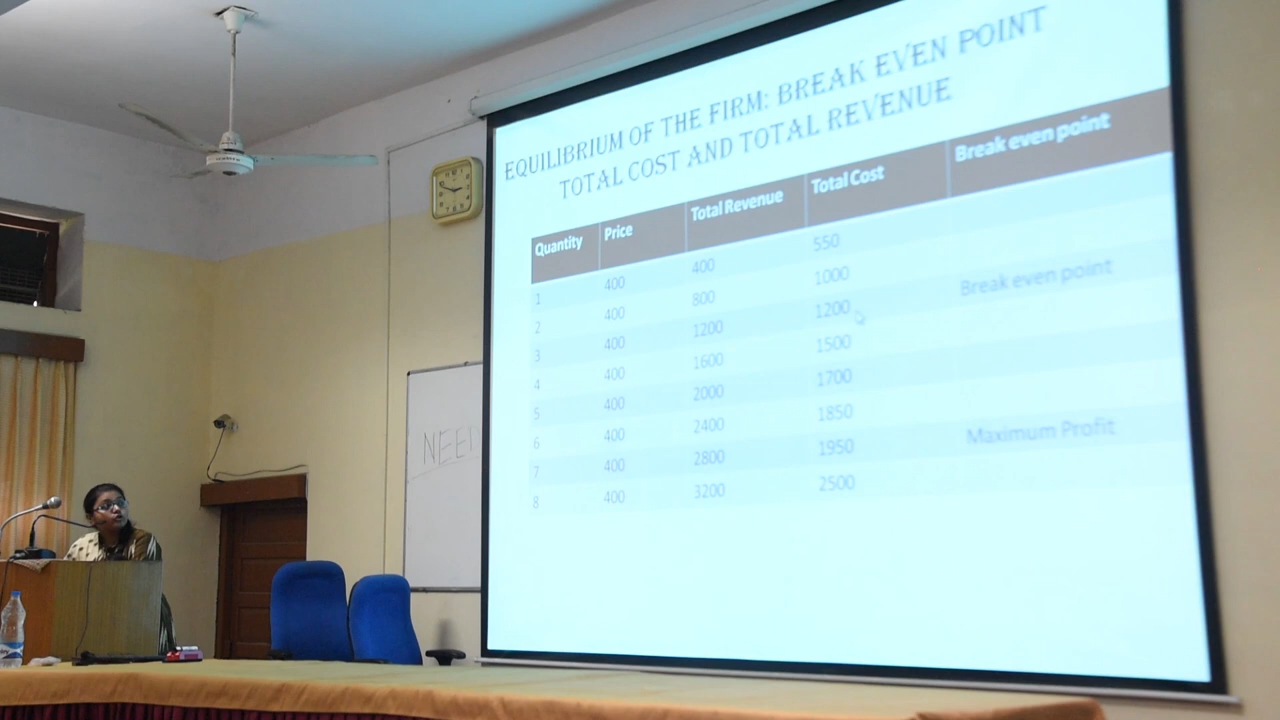 EQUILIBRIUM OF THE FIRM: BREAK EVEN POINT
TOTAL COST AND TOTAL REVENUE
Quantity Price Total Revenue Total Cost Break even point
1 400 400 550
2 400 800 1000
3 400 1200 1200 Break even point
4 400 1600 1500
5 400 2000 1700
6 400 2400 1850
7 400 2800 1950 Maximum Profit
8 400 3200 2500
NEED